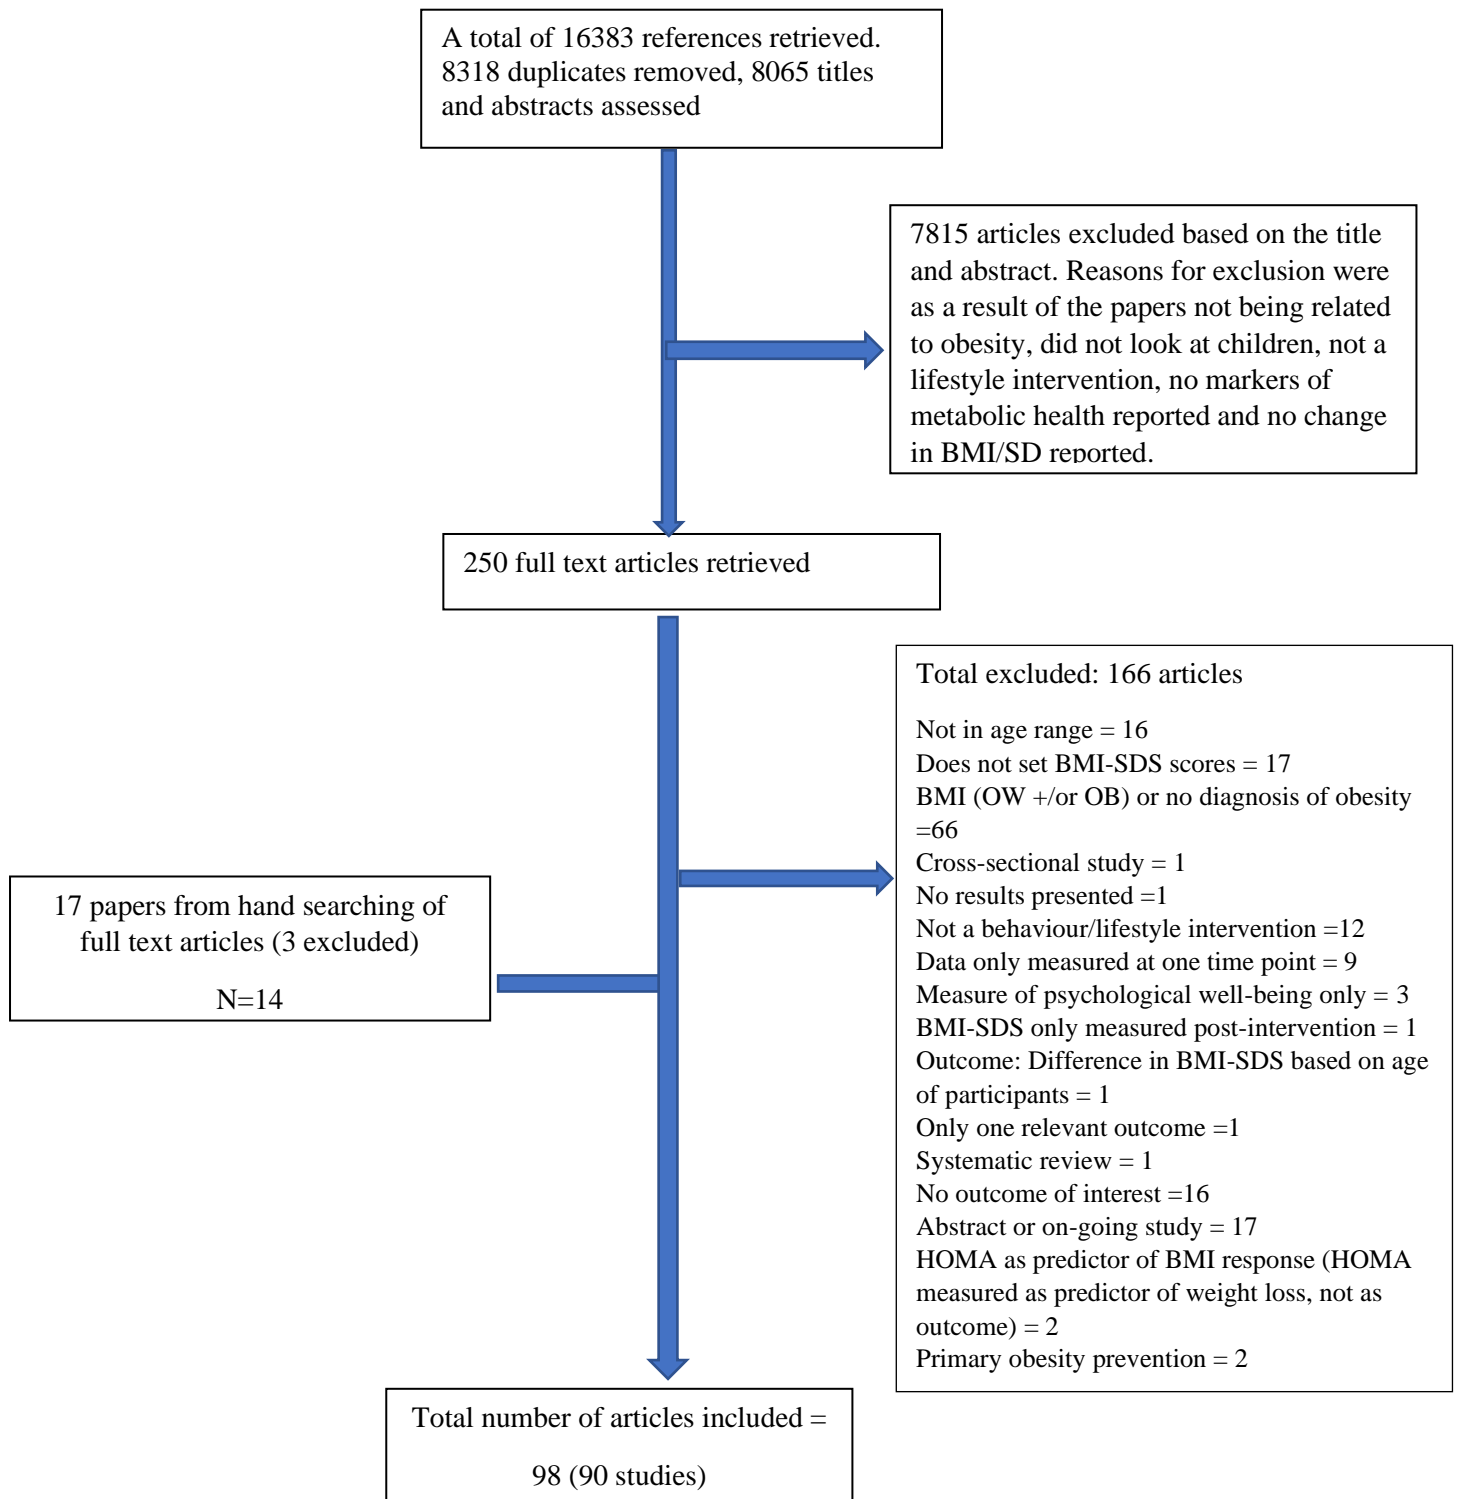 A total of 16383 references retrieved.
8318 duplicates removed, 8065 titles
and abstracts assessed
7815 articles excluded based on the title
and abstract. Reasons for exclusion were
as a result of the papers not being related
to obesity, did not look at children, not a
lifestyle intervention, no markers of
metabolic health reported and no change
in BMI/SD reported.
250 full text articles retrieved
Total excluded: 166 articles
Not in age range = 16
Does not set BMI-SDS scores = 17
BMI (OW +/or OB) or no diagnosis of obesity
=66
Cross-sectional study = 1
No results presented =1
Not a behaviour/lifestyle intervention =12
Data only measured at one time point = 9
Measure of psychological well-being only = 3
BMI-SDS only measured post-intervention = 1
Outcome: Difference in BMI-SDS based on age
of participants = 1
Only one relevant outcome =1
Systematic review = 1
No outcome of interest =16
Abstract or on-going study = 17
HOMA as predictor of BMI response (HOMA
measured as predictor of weight loss, not as
outcome) = 2
Primary obesity prevention = 2
17 papers from hand searching of
full text articles (3 excluded)
N=14
Total number of articles included =
98 (90 studies)